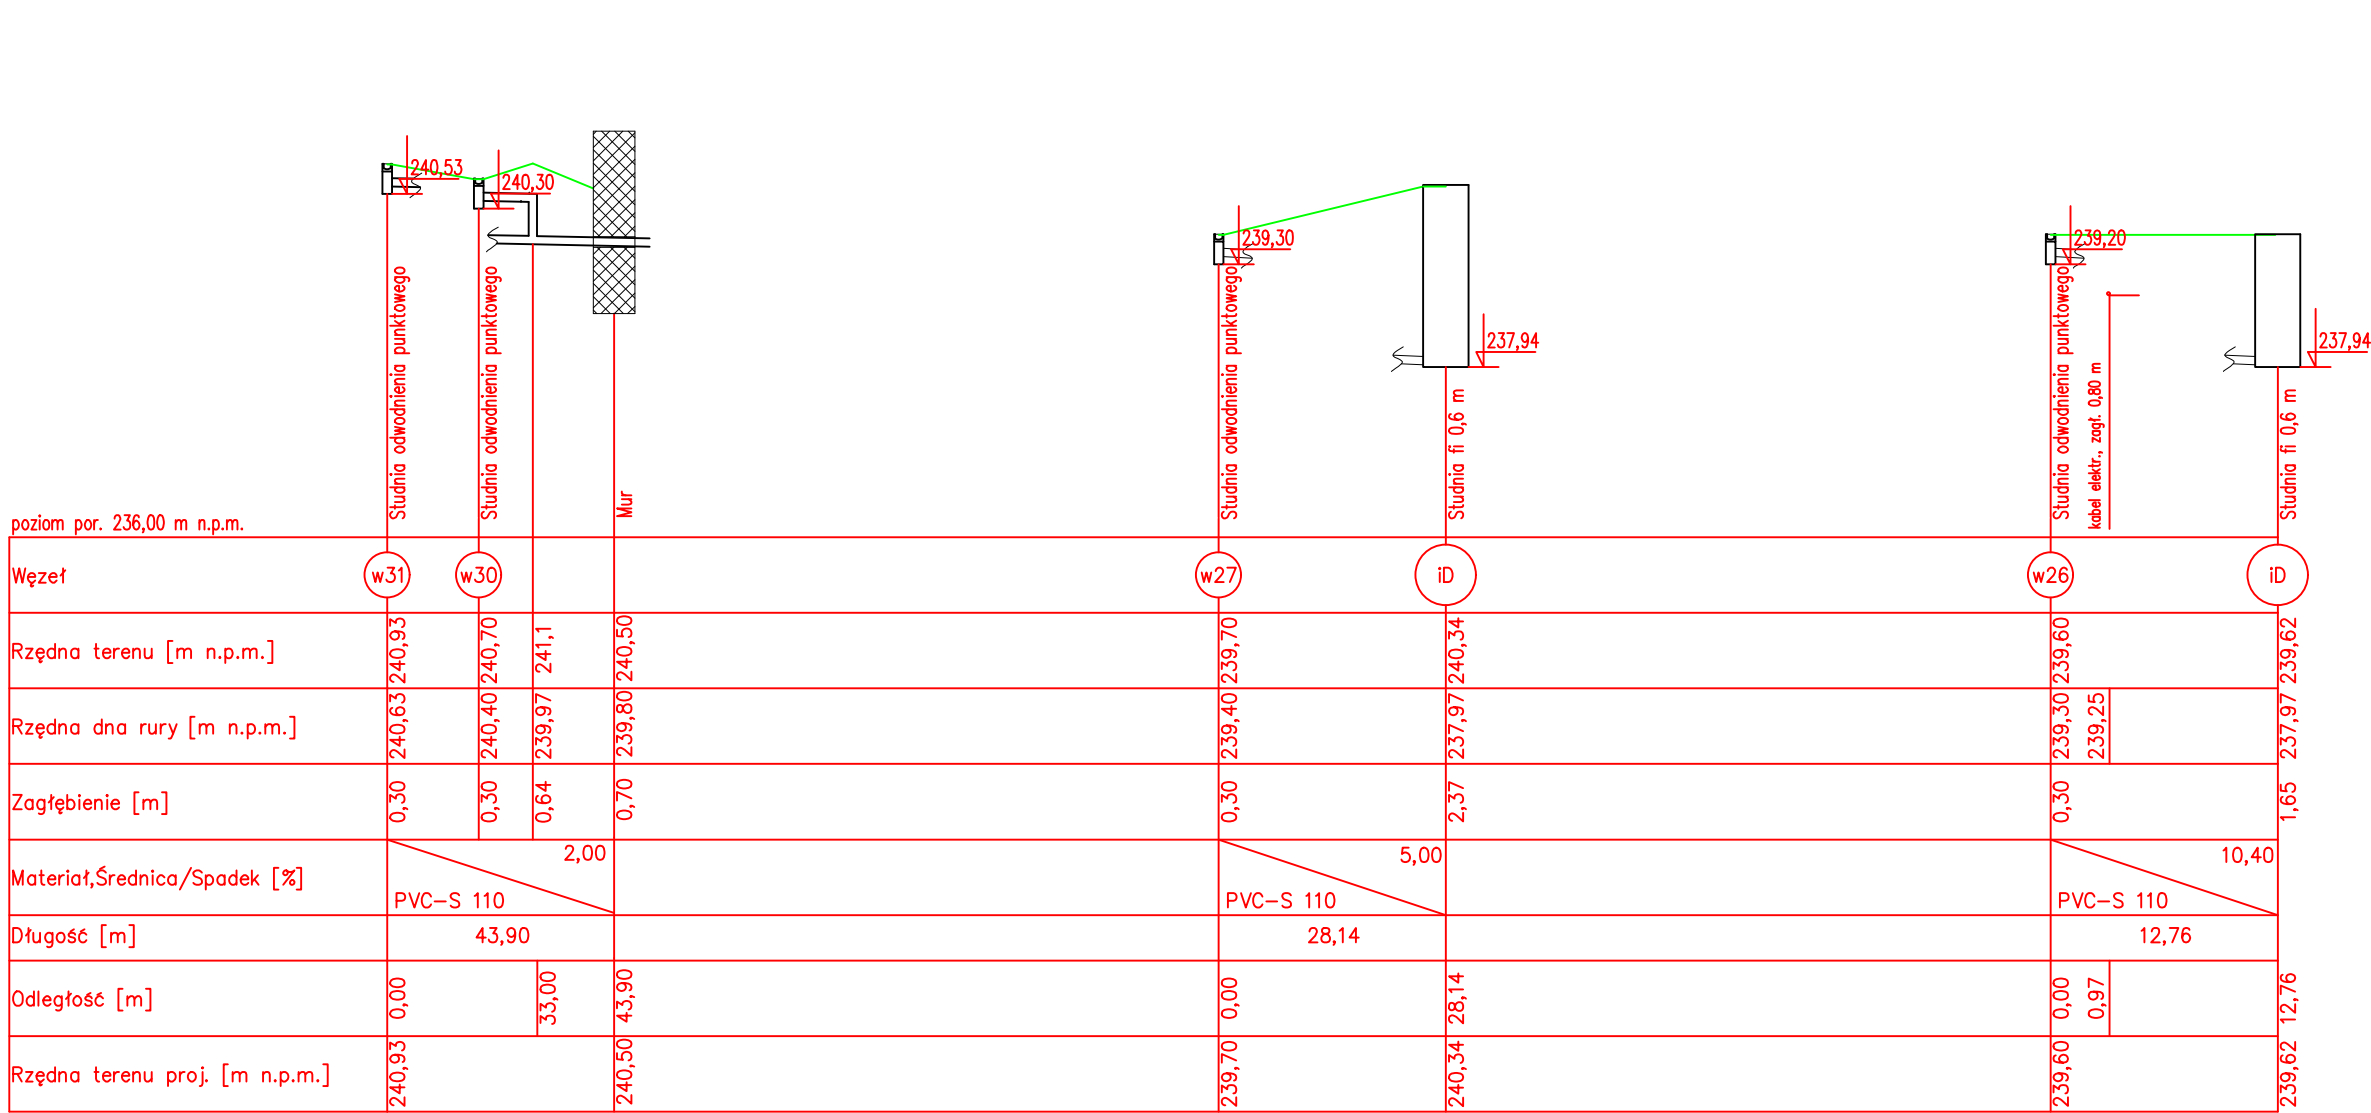 240,53
240,30
239,30
237,94
239,20
237,94
Studnia odwodnienia punktowego
Studnia odwodnienia punktowego
Mur
Studnia odwodnienia punktowego
Studnia fi 0,6 m
Studnia odwodnienia punktowego
kabel elektr., zagł. 0,80 m
Studnia fi 0,6 m
poziom por. 236,00 m n.p.m.
Węzeł w31 w30 w27 iD w26 iD
Rzędna terenu [m n.p.m.] 240,93 240,70 241,1 240,50 239,70 240,34 239,60 239,62
Rzędna dna rury [m n.p.m.] 240,63 240,40 239,97 239,80 239,40 237,97 239,30 239,25 237,97
Zagłębienie [m] 0,30 0,30 0,64 0,70 0,30 2,37 0,30 1,65
2,00 5,00 10,40
Materiał,Średnica/Spadek [%]
PVC-S 110 PVC-S 110 PVC-S 110
Długość [m] 43,90 28,14 12,76
Odległość [m] 0,00 33,00 43,90 0,00 28,14 0,00 0,97 12,76
Rzędna terenu proj. [m n.p.m.] 240,93 240,50 239,70 240,34 239,60 239,62